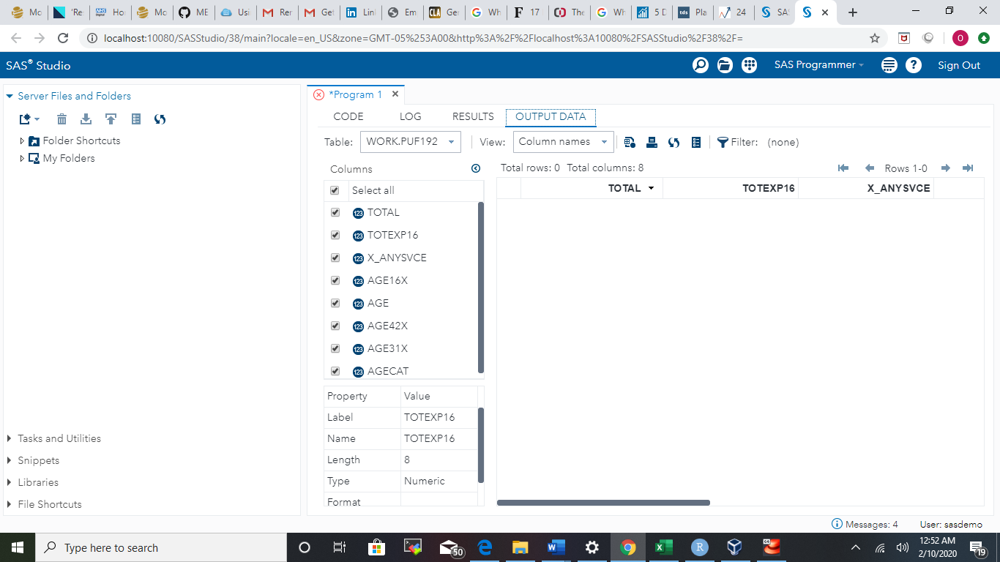 Mo
'Re
Ho
Mo
ME
Usi
Rer
Get
Link
Em
Ger
Wh
17
The
Wh
5 D
Pla
24
SAS
localhost:10080/SASStudio/38/main?locale=en_US&zone=GMT-05%253A00&http%3A%2F%2Flocalhost%3A10080%2FSASStudio%2F38%2F=
SAS® Studio
SAS Programmer
Sign Out
Server Files and Folders
Folder Shortcuts
My Folders
Tasks and Utilities
Snippets
Libraries
File Shortcuts
*Program 1
CODE LOG RESULTS OUTPUT DATA
Table: WORK.PUF192 View: Column names Filter: (none)
Columns
Select all
TOTAL
TOTEXP16
X_ANYSVCE
AGE16X
AGE
AGE42X
AGE31X
AGECAT
Property Value
Label TOTEXP16
Name TOTEXP16
Length 8
Type Numeric
Format
Total rows: 0 Total columns: 8
Rows 1-0
TOTAL TOTEXP16 X_ANYSVCE
Messages: 4
User: sasdemo
Type here to search
50
12:52 AM
2/10/2020
19